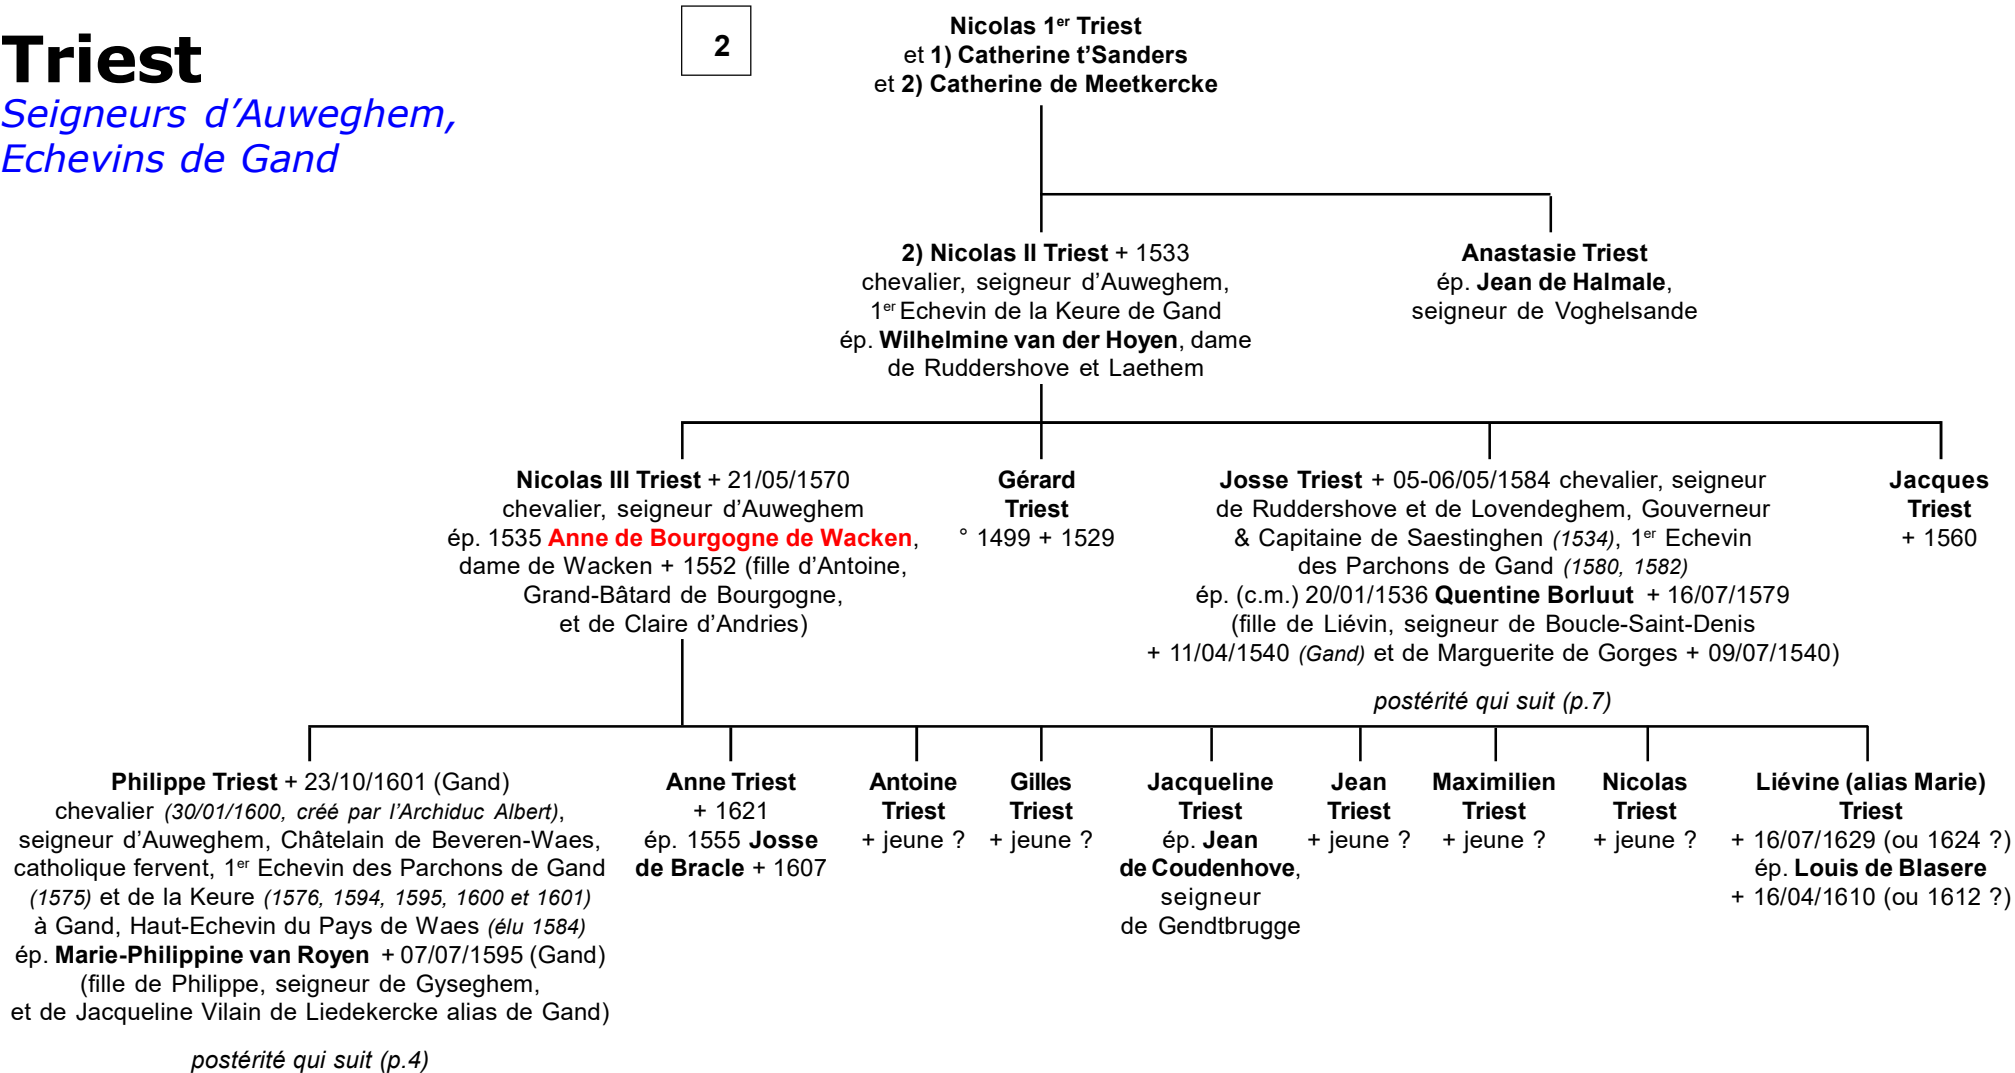 Triest
Seigneurs d’Auweghem,
Echevins de Gand
2
Nicolas 1er Triest
et 1) Catherine t’Sanders
et 2) Catherine de Meetkercke
2) Nicolas II Triest + 1533
chevalier, seigneur d’Auweghem,
1er Echevin de la Keure de Gand
ép. Wilhelmine van der Hoyen, dame
de Ruddershove et Laethem
Anastasie Triest
ép. Jean de Halmale,
seigneur de Voghelsande
Nicolas III Triest + 21/05/1570
chevalier, seigneur d’Auweghem
ép. 1535 Anne de Bourgogne de Wacken,
dame de Wacken + 1552 (fille d’Antoine,
Grand-Bâtard de Bourgogne,
et de Claire d’Andries)
Gérard
Triest
° 1499 + 1529
Josse Triest + 05-06/05/1584 chevalier, seigneur
de Ruddershove et de Lovendeghem, Gouverneur
& Capitaine de Saestinghen (1534), 1er Echevin
des Parchons de Gand (1580, 1582)
ép. (c.m.) 20/01/1536 Quentine Borluut + 16/07/1579
(fille de Liévin, seigneur de Boucle-Saint-Denis
+ 11/04/1540 (Gand) et de Marguerite de Gorges + 09/07/1540)
postérité qui suit (p.7)
Jacques
Triest
+ 1560
Philippe Triest + 23/10/1601 (Gand)
chevalier (30/01/1600, créé par l’Archiduc Albert),
seigneur d’Auweghem, Châtelain de Beveren-Waes,
catholique fervent, 1er Echevin des Parchons de Gand
(1575) et de la Keure (1576, 1594, 1595, 1600 et 1601)
à Gand, Haut-Echevin du Pays de Waes (élu 1584)
ép. Marie-Philippine van Royen + 07/07/1595 (Gand)
(fille de Philippe, seigneur de Gyseghem,
et de Jacqueline Vilain de Liedekercke alias de Gand)
postérité qui suit (p.4)
Anne Triest
+ 1621
ép. 1555 Josse
de Bracle + 1607
Antoine
Triest
+ jeune ?
Gilles
Triest
+ jeune ?
Jacqueline
Triest
ép. Jean
de Coudenhove,
seigneur
de Gendtbrugge
Jean
Triest
+ jeune ?
Maximilien
Triest
+ jeune ?
Nicolas
Triest
+ jeune ?
Liévine (alias Marie)
Triest
+ 16/07/1629 (ou 1624 ?)
ép. Louis de Blasere
+ 16/04/1610 (ou 1612 ?)